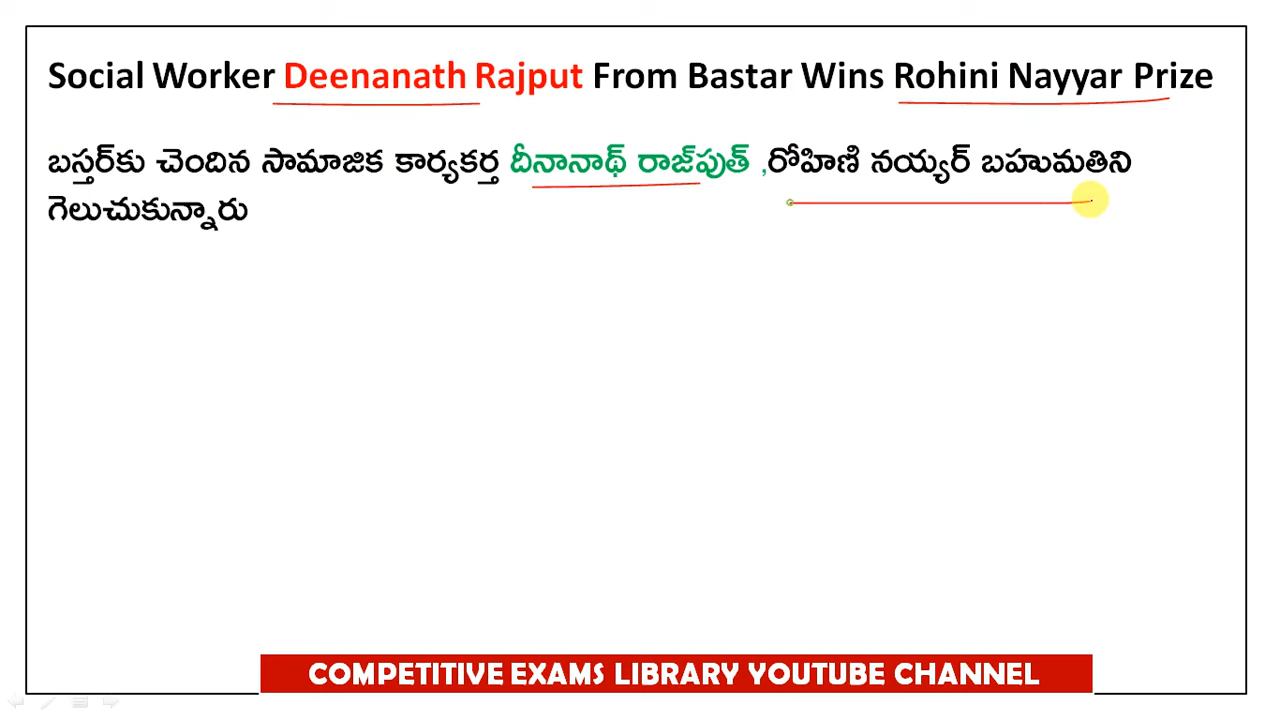 Social Worker Deenanath Rajput From Bastar Wins Rohini Nayyar Prize
బస్తర్‌కు చెందిన సామాజిక కార్యకర్త దీనానాథ్ రాజ్‌పుత్ ,రోహిణి నయ్యర్ బహుమతిని
గెలుచుకున్నారు
COMPETITIVE EXAMS LIBRARY YOUTUBE CHANNEL